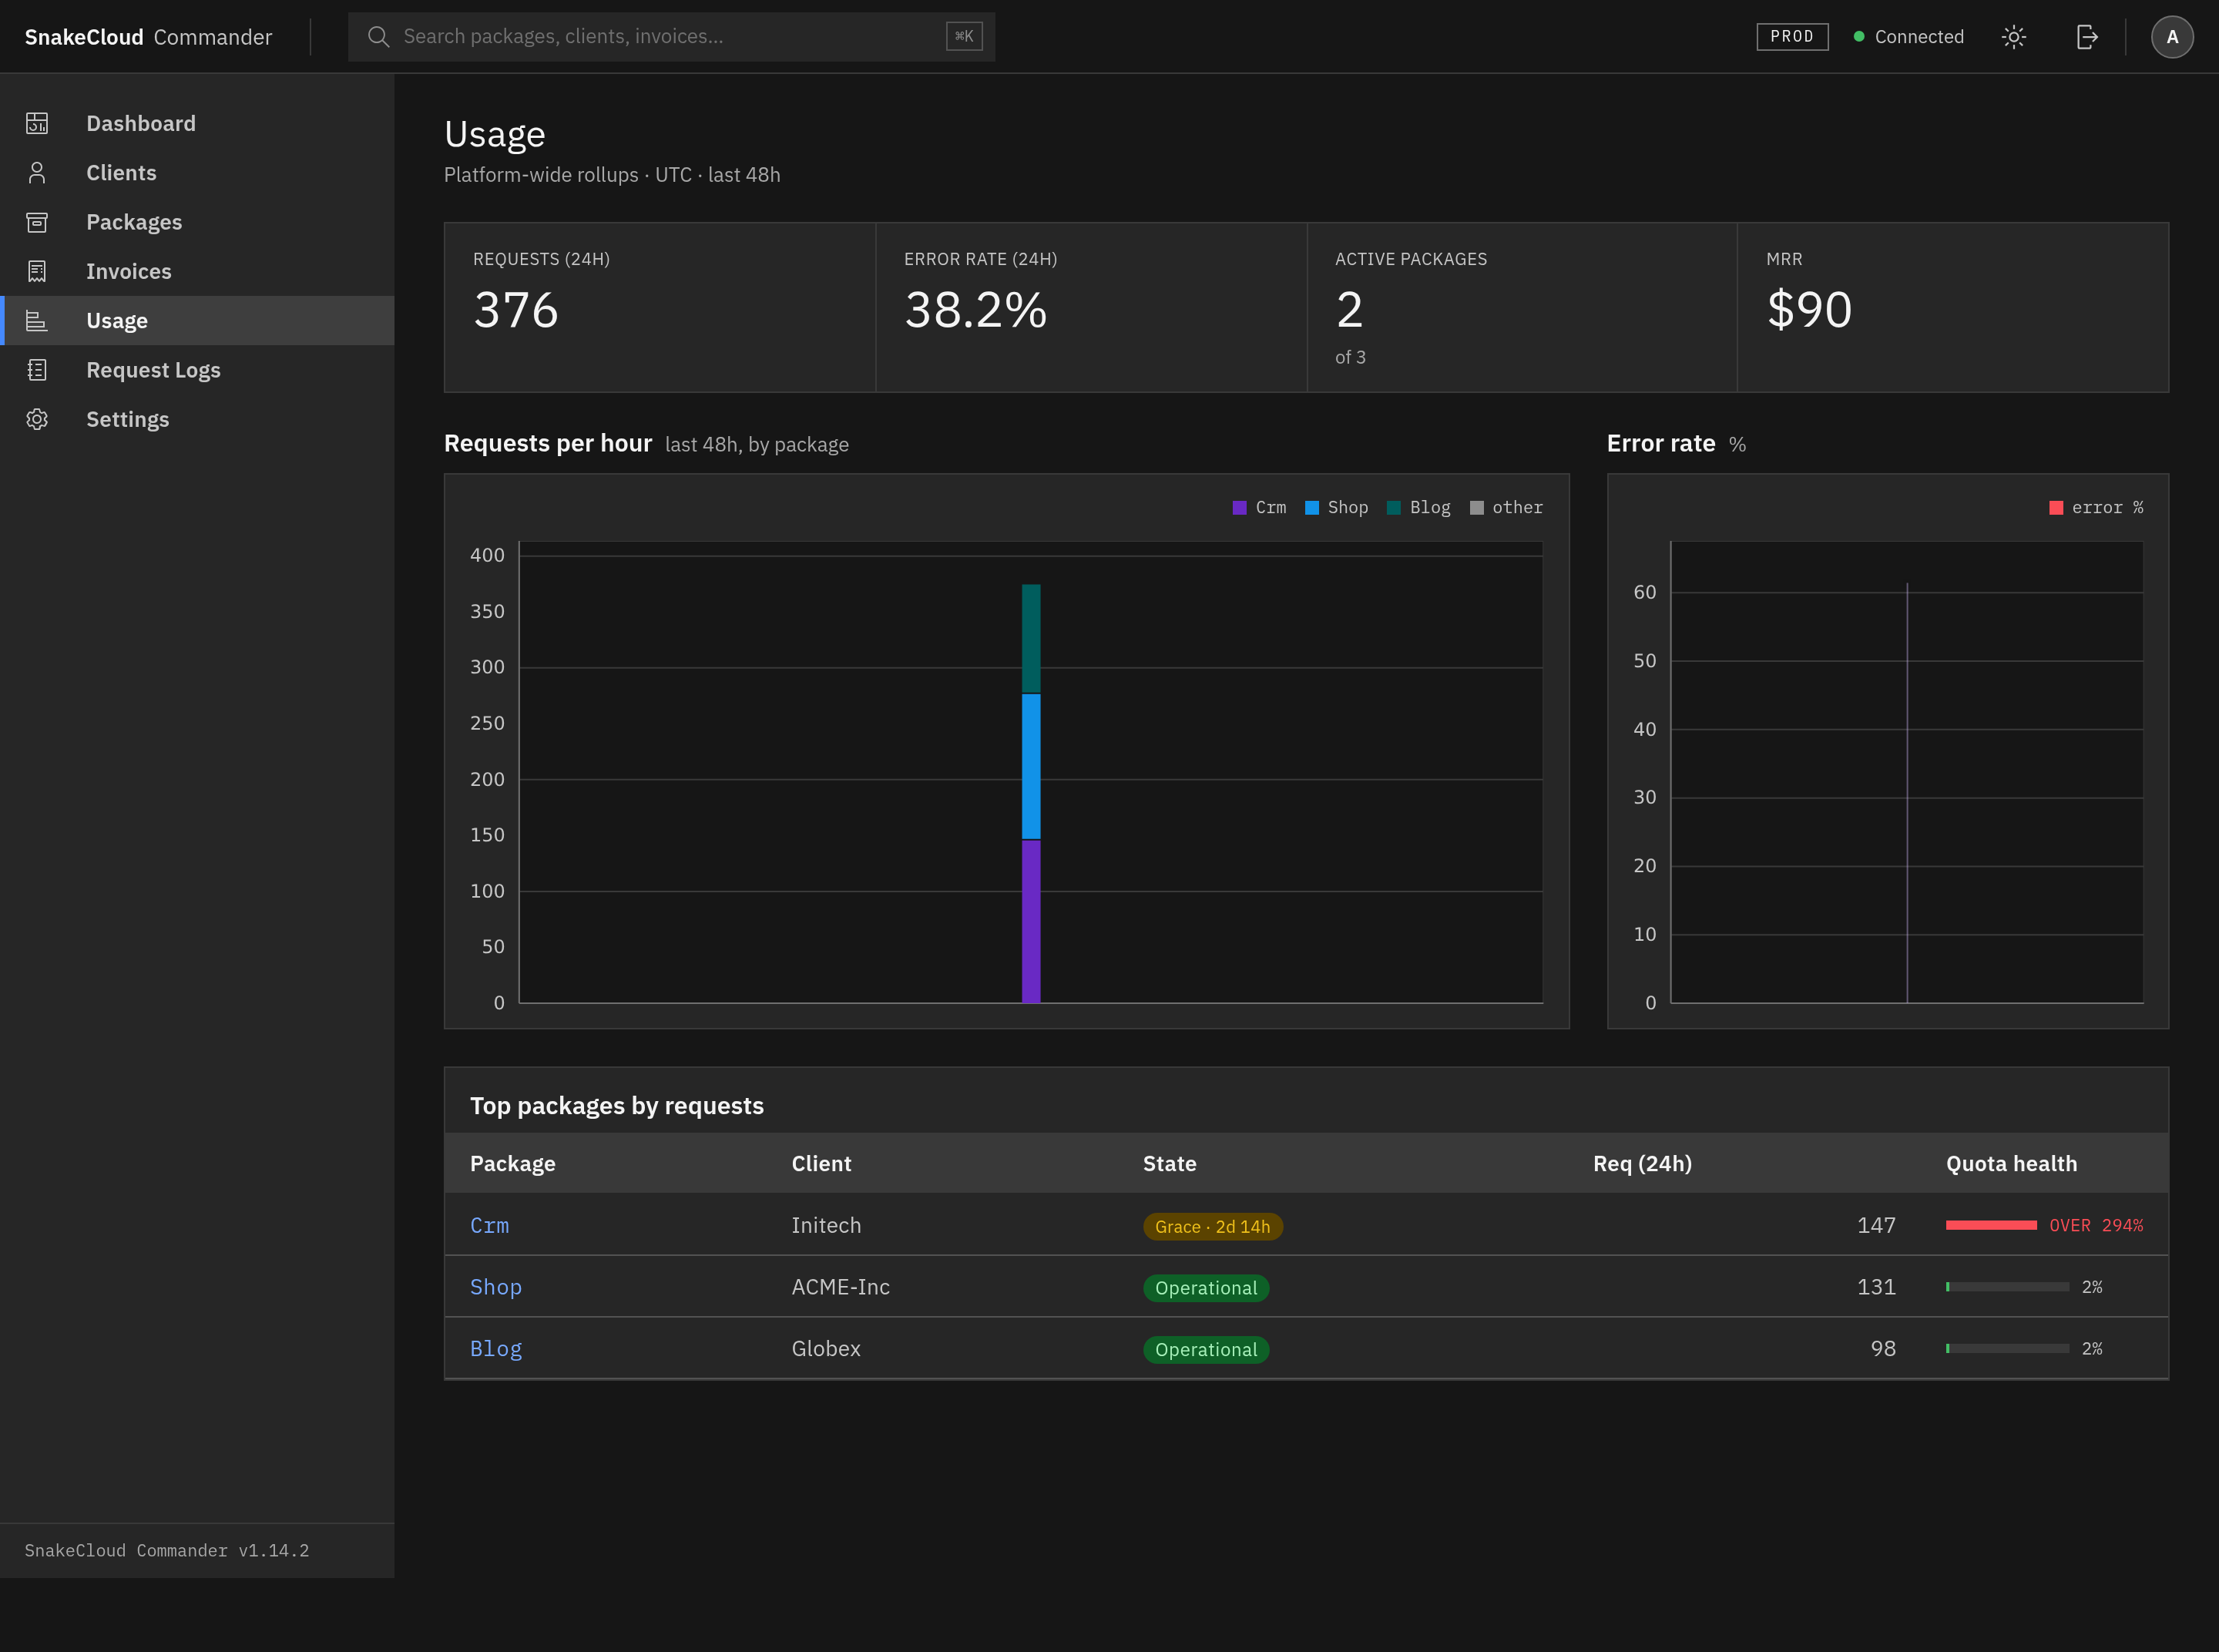 SnakeCloud Commander
Search packages, clients, invoices...
⌘K
PROD
Connected
A
Dashboard
Clients
Packages
Invoices
Usage
Request Logs
Settings
SnakeCloud Commander v1.14.2
Usage
Platform-wide rollups · UTC · last 48h
REQUESTS (24H)
376
ERROR RATE (24H)
38.2%
ACTIVE PACKAGES
2
of 3
MRR
$90
Requests per hour last 48h, by package
Crm Shop Blog other
400
350
300
250
200
150
100
50
0
Error rate %
error %
60
50
40
30
20
10
0
Top packages by requests
Package Client State Req (24h) Quota health
Crm Initech Grace · 2d 14h 147 OVER 294%
Shop ACME-Inc Operational 131 2%
Blog Globex Operational 98 2%